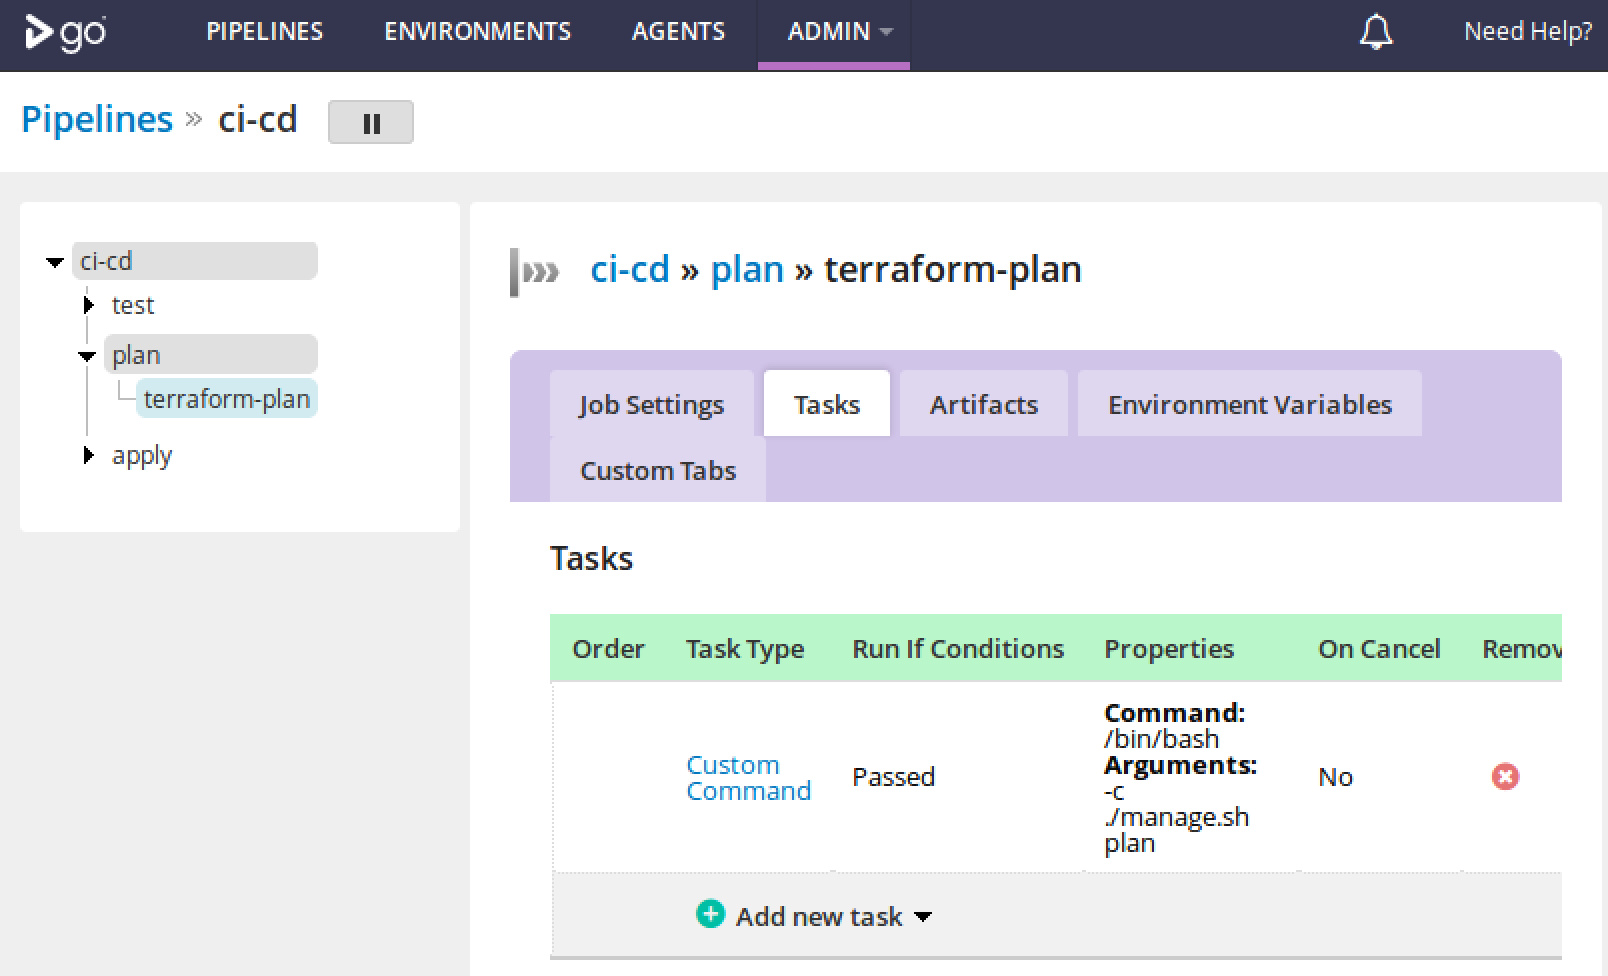 go PIPELINES ENVIRONMENTS AGENTS ADMIN Need Help?
Pipelines » ci-cd
ci-cd
test
plan
terraform-plan
apply
ci-cd » plan » terraform-plan
Job Settings Tasks Artifacts Environment Variables
Custom Tabs
Tasks
Order Task Type Run If Conditions Properties On Cancel Remov
Custom
Command
Passed
Command:
/bin/bash
Arguments:
-c
./manage.sh
plan
No
Add new task